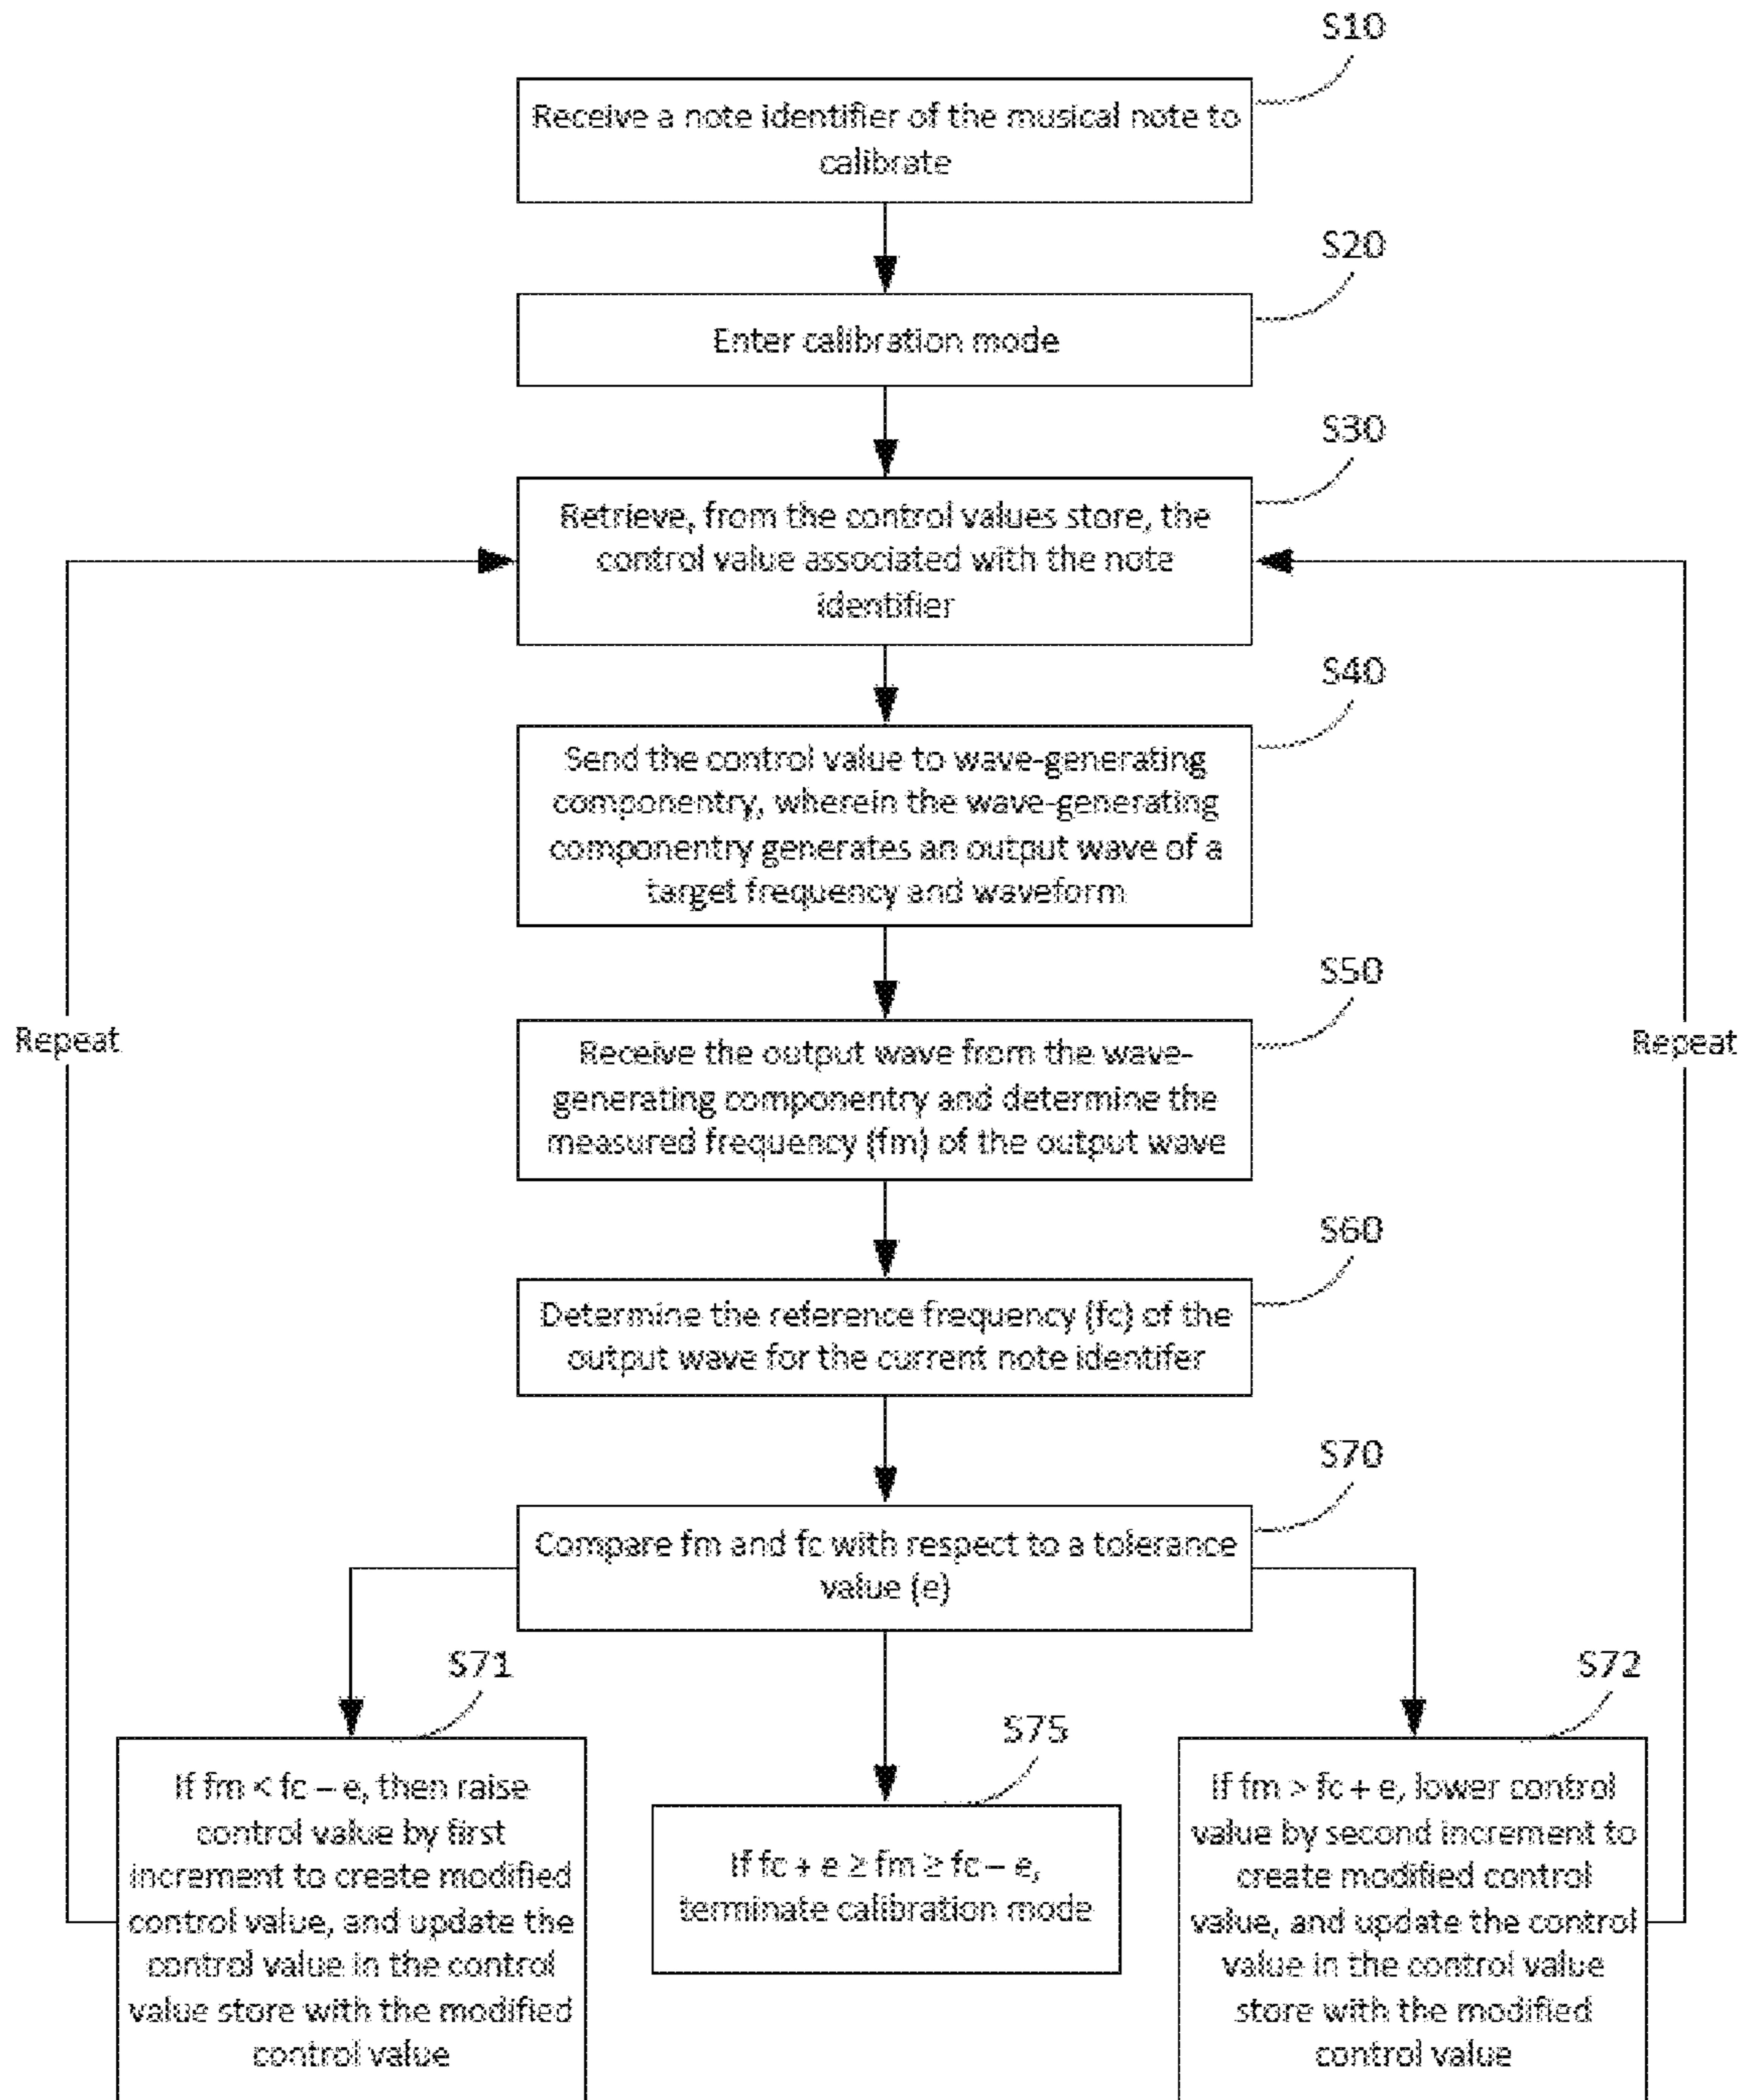 S10
Receive a note identifier of the musical note to
calibrate
S20
Enter calibration mode
S30
Retrieve, from the control values store, the
control value associated with the note
identifier
S40
Send the control value to wave-generating
componentry, wherein the wave-generating
componentry generates an output wave of a
target frequency and waveform
S50
Receive the output wave from the wave-
generating componentry and determine the
measured frequency (fm) of the output wave
Repeat
Repeat
S60
Determine the reference frequency (fc) of the
output wave for the current note identifer
S70
Compare fm and fc with respect to a tolerance
value (e)
S71
If fm < fc – e, then raise
control value by first
increment to create modified
control value, and update the
control value in the control
value store with the modified
control value
S75
If fc + e ≥ fm ≥ fc – e,
terminate calibration mode
S72
If fm > fc + e, lower control
value by second increment to
create modified control
value, and update the control
value in the control value
store with the modified
control value